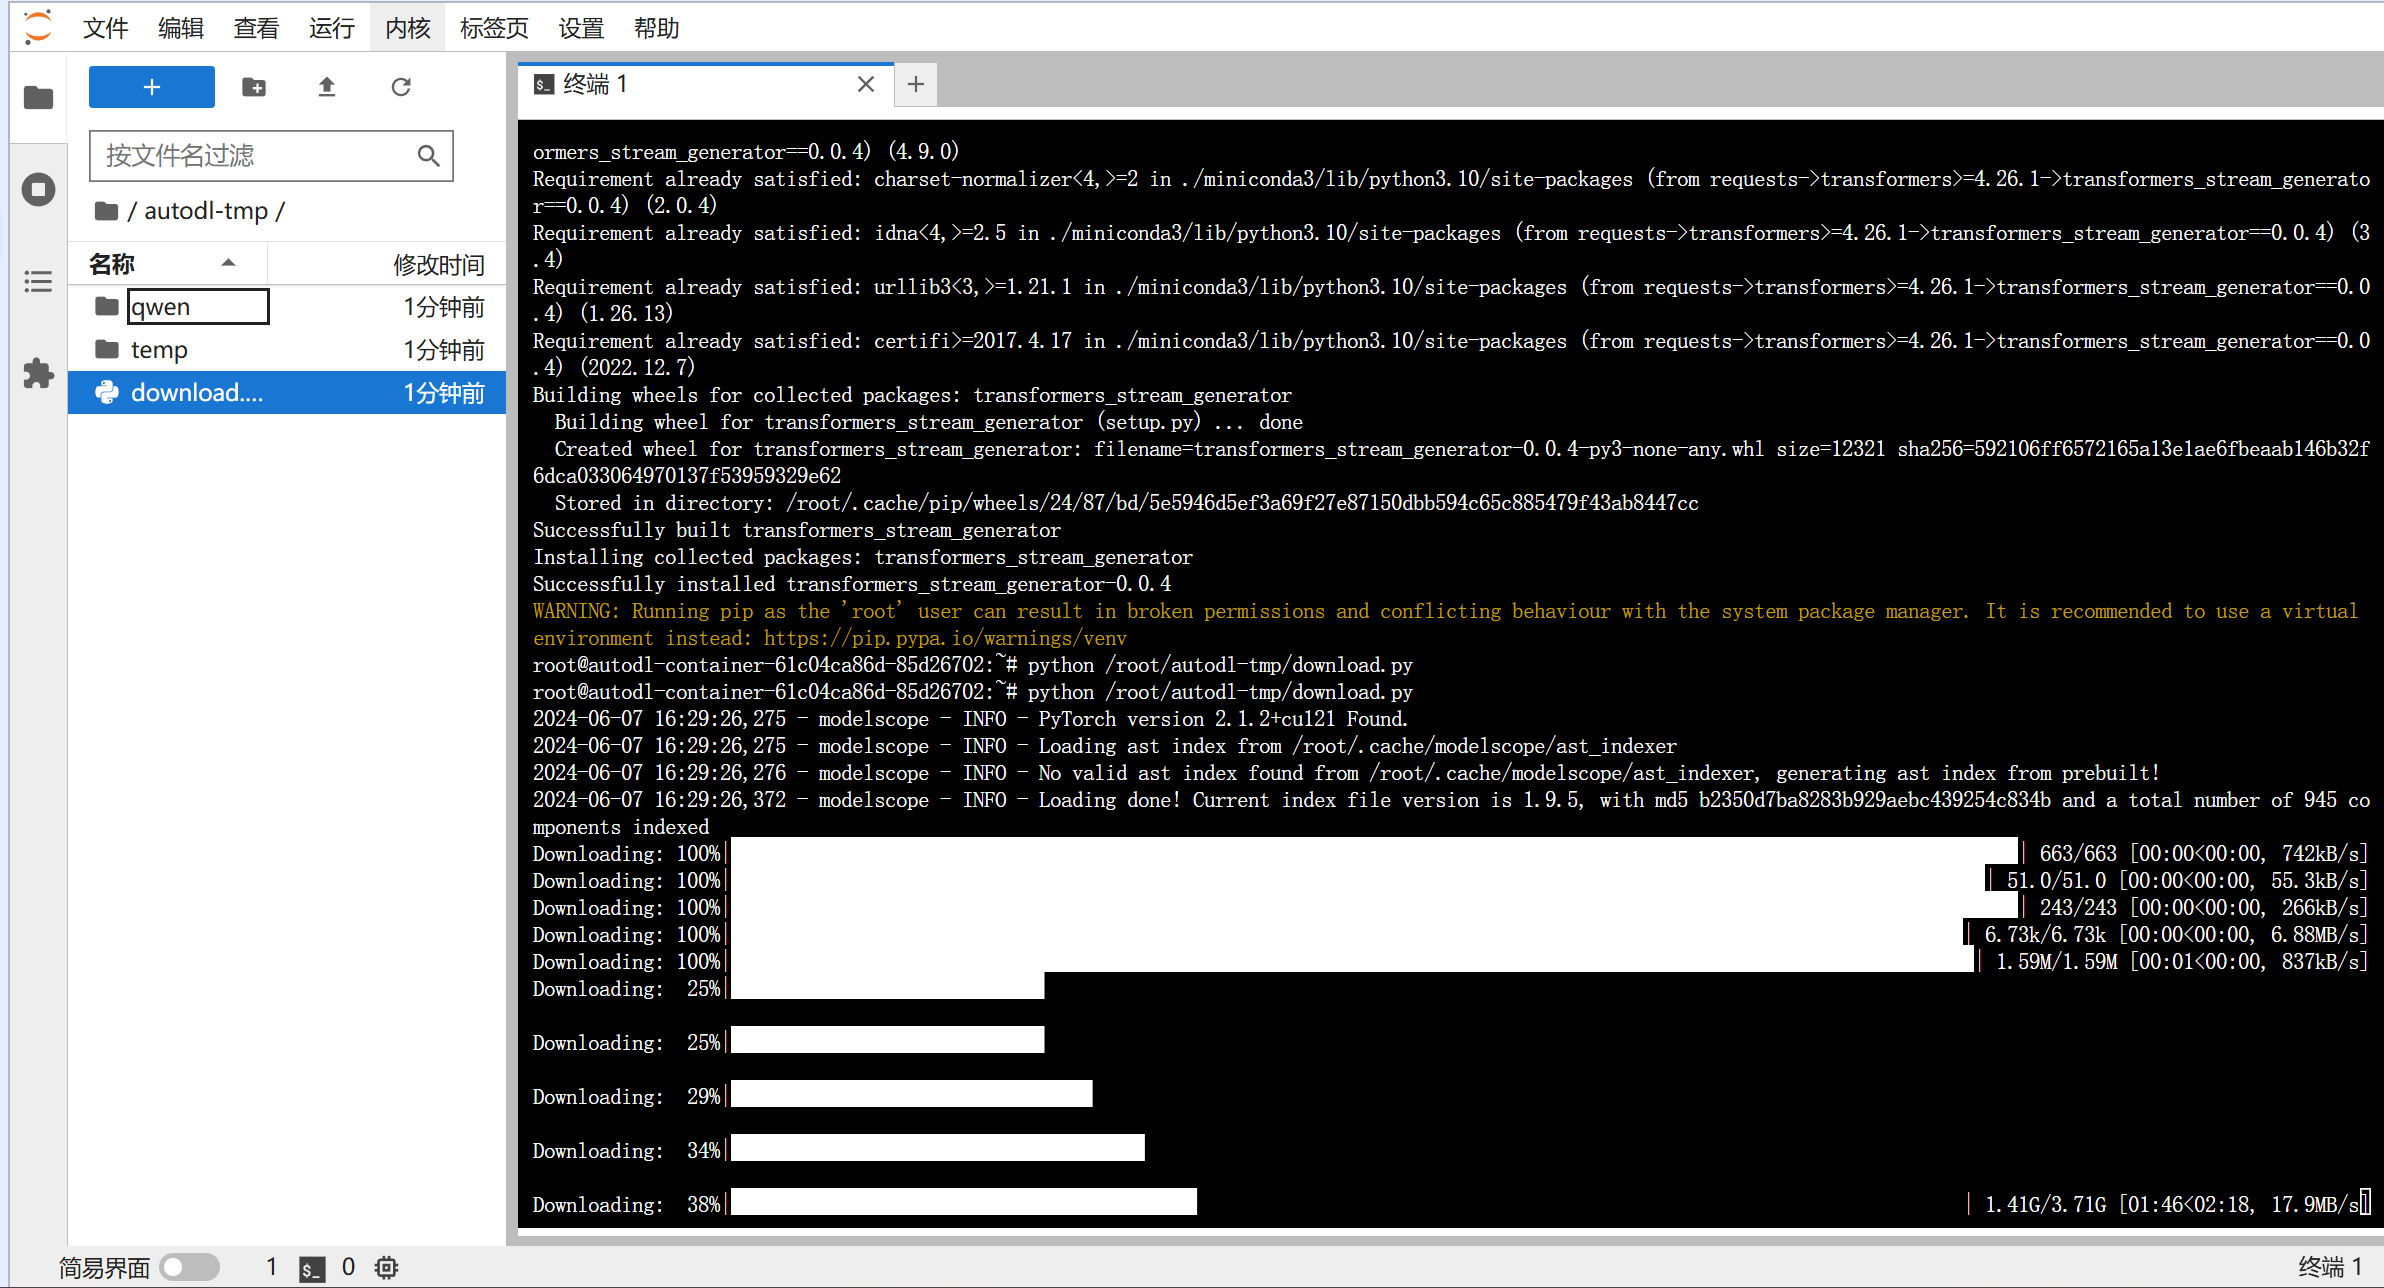 文件 编辑 查看 运行 内核 标签页 设置 帮助
终端 1
按文件名过滤
/ autodl-tmp /
名称 修改时间
qwen 1分钟前
temp 1分钟前
download.... 1分钟前
ormers_stream_generator==0.0.4) (4.9.0)
Requirement already satisfied: charset-normalizer<4,>=2 in ./miniconda3/lib/python3.10/site-packages (from requests->transformers>=4.26.1->transformers_stream_generato
r==0.0.4) (2.0.4)
Requirement already satisfied: idna<4,>=2.5 in ./miniconda3/lib/python3.10/site-packages (from requests->transformers>=4.26.1->transformers_stream_generator==0.0.4) (3
.4)
Requirement already satisfied: urllib3<3,>=1.21.1 in ./miniconda3/lib/python3.10/site-packages (from requests->transformers>=4.26.1->transformers_stream_generator==0.0
.4) (1.26.13)
Requirement already satisfied: certifi>=2017.4.17 in ./miniconda3/lib/python3.10/site-packages (from requests->transformers>=4.26.1->transformers_stream_generator==0.0
.4) (2022.12.7)
Building wheels for collected packages: transformers_stream_generator
  Building wheel for transformers_stream_generator (setup.py) ... done
  Created wheel for transformers_stream_generator: filename=transformers_stream_generator-0.0.4-py3-none-any.whl size=12321 sha256=592106ff6572165a13e1ae6fbeaab146b32f
6dca033064970137f53959329e62
  Stored in directory: /root/.cache/pip/wheels/24/87/bd/5e5946d5ef3a69f27e87150dbb594c65c885479f43ab8447cc
Successfully built transformers_stream_generator
Installing collected packages: transformers_stream_generator
Successfully installed transformers_stream_generator-0.0.4
WARNING: Running pip as the 'root' user can result in broken permissions and conflicting behaviour with the system package manager. It is recommended to use a virtual
environment instead: https://pip.pypa.io/warnings/venv
root@autodl-container-61c04ca86d-85d26702:~# python /root/autodl-tmp/download.py
root@autodl-container-61c04ca86d-85d26702:~# python /root/autodl-tmp/download.py
2024-06-07 16:29:26,275 - modelscope - INFO - PyTorch version 2.1.2+cu121 Found.
2024-06-07 16:29:26,275 - modelscope - INFO - Loading ast index from /root/.cache/modelscope/ast_indexer
2024-06-07 16:29:26,276 - modelscope - INFO - No valid ast index found from /root/.cache/modelscope/ast_indexer, generating ast index from prebuilt!
2024-06-07 16:29:26,372 - modelscope - INFO - Loading done! Current index file version is 1.9.5, with md5 b2350d7ba8283b929aebc439254c834b and a total number of 945 co
mponents indexed
Downloading: 100%| | 663/663 [00:00<00:00, 742kB/s]
Downloading: 100%| | 51.0/51.0 [00:00<00:00, 55.3kB/s]
Downloading: 100%| | 243/243 [00:00<00:00, 266kB/s]
Downloading: 100%| | 6.73k/6.73k [00:00<00:00, 6.88MB/s]
Downloading: 100%| | 1.59M/1.59M [00:01<00:00, 837kB/s]
Downloading:  25%|
Downloading:  25%|
Downloading:  29%|
Downloading:  34%|
Downloading:  38%| | 1.41G/3.71G [01:46<02:18, 17.9MB/s]
简易界面 1 $_ 0 终端 1